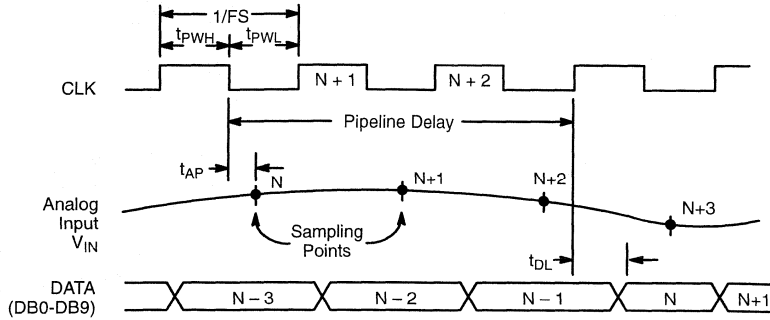 1/FS
tPWH tPWL
CLK
N + 1
N + 2
Pipeline Delay
tAP
N
N+1
N+2
N+3
Analog
Input
VIN
Sampling
Points
tDL
DATA
(DB0-DB9)
N – 3
N – 2
N – 1
N
N+1